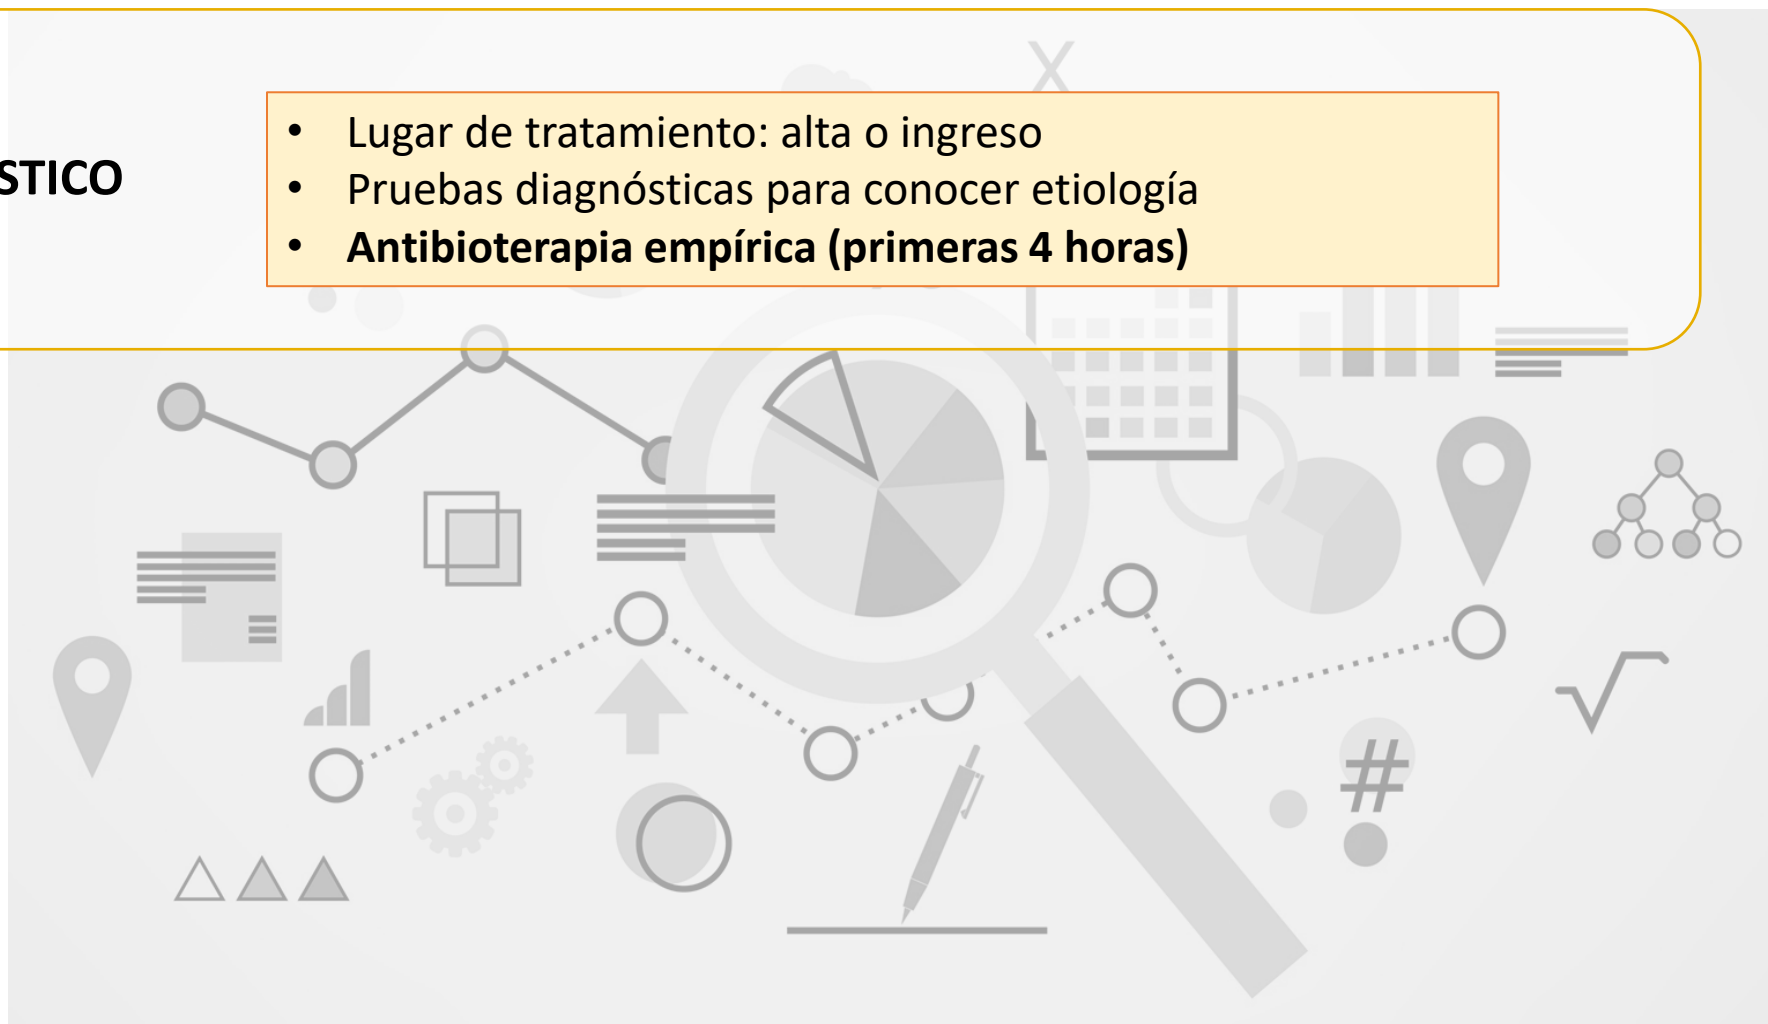 STICO
• Lugar de tratamiento: alta o ingreso
• Pruebas diagnósticas para conocer etiología
• Antibioterapia empírica (primeras 4 horas)
X
#